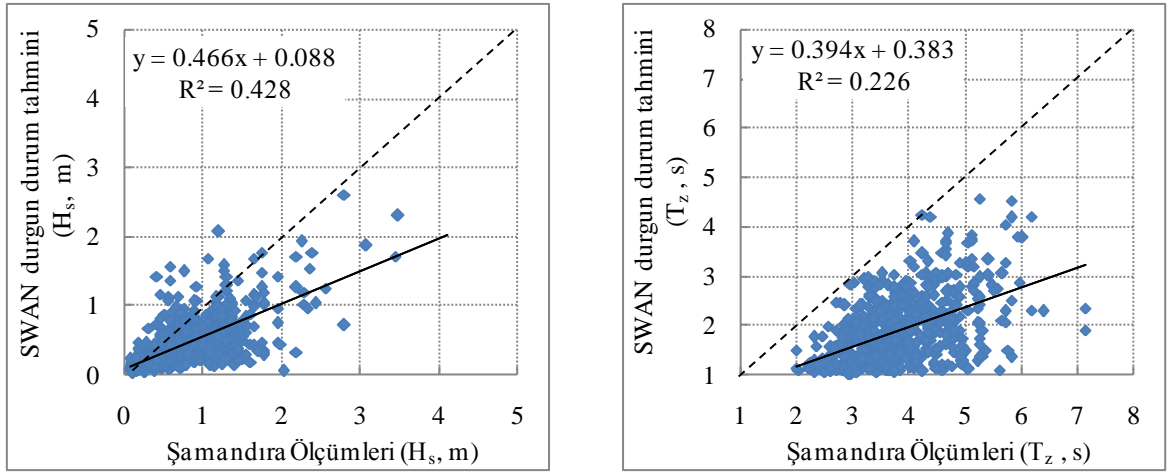 5
4
3
2
1
0
SWAN durgun durum tahmini
(Hs, m)
y = 0.466x + 0.088
R² = 0.428
0 1 2 3 4 5
Şamandıra Ölçümleri (Hs, m)
8
7
6
5
4
3
2
1
SWAN durgun durum tahmini
(Tz , s)
y = 0.394x + 0.383
R² = 0.226
1 2 3 4 5 6 7 8
Şamandıra Ölçümleri (Tz , s)